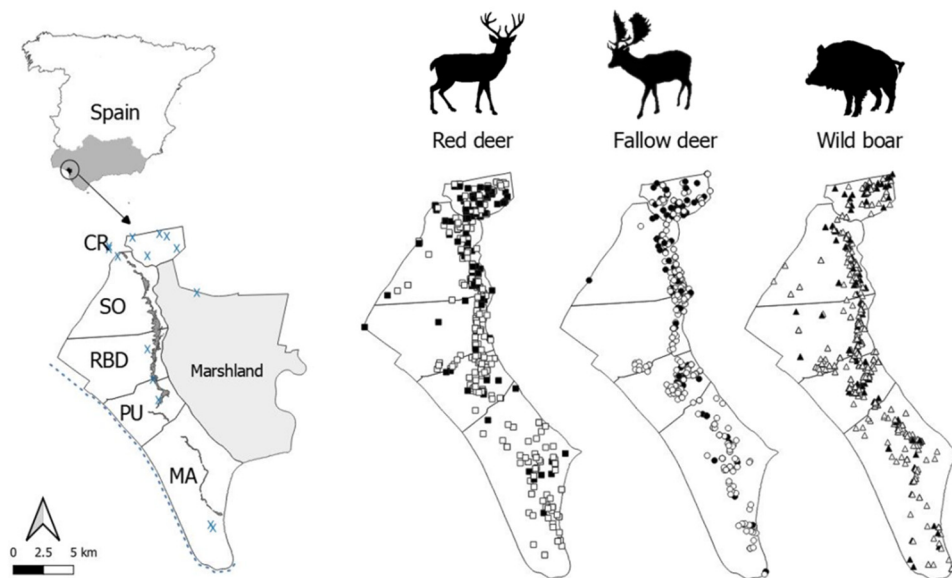 Spain
Red deer
Fallow deer
Wild boar
CR
SO
RBD
Marshland
PU
MA
0 2.5 5 km